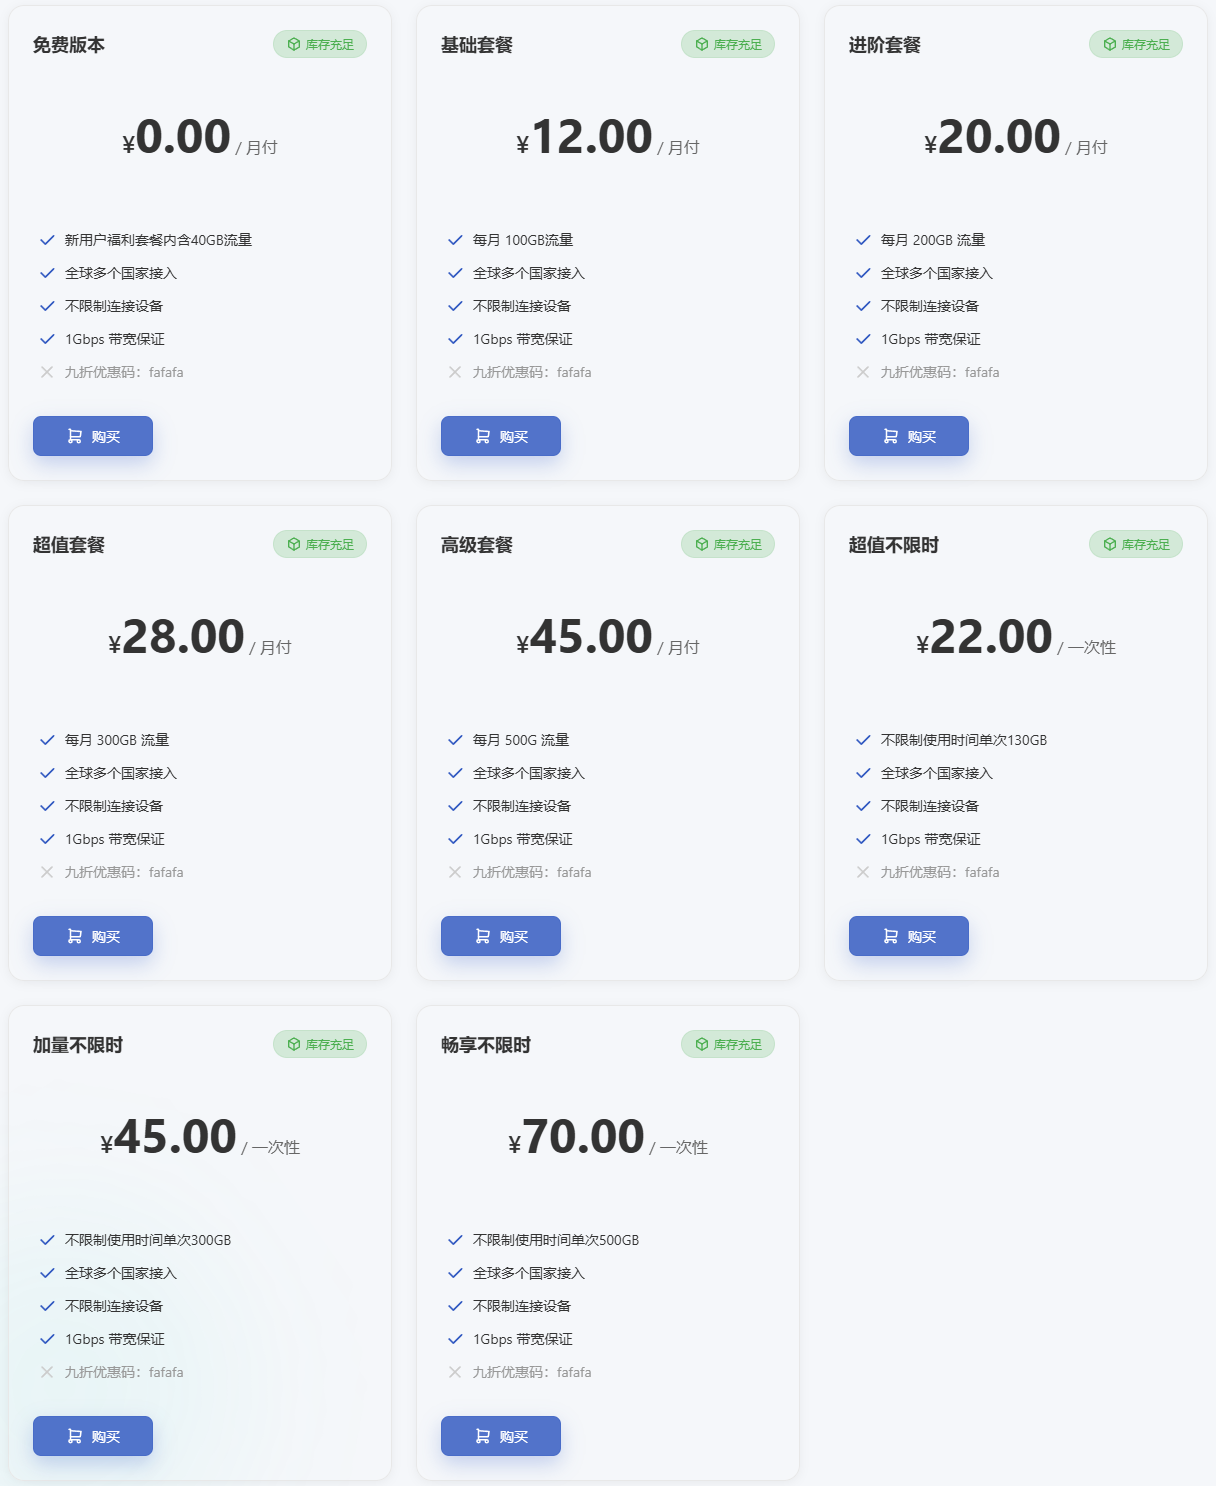 免费版本
库存充足
¥0.00 / 月付
新用户福利套餐内含40GB流量
全球多个国家接入
不限制连接设备
1Gbps 带宽保证
九折优惠码：fafafa
购买
基础套餐
库存充足
¥12.00 / 月付
每月 100GB流量
全球多个国家接入
不限制连接设备
1Gbps 带宽保证
九折优惠码：fafafa
购买
进阶套餐
库存充足
¥20.00 / 月付
每月 200GB 流量
全球多个国家接入
不限制连接设备
1Gbps 带宽保证
九折优惠码：fafafa
购买
超值套餐
库存充足
¥28.00 / 月付
每月 300GB 流量
全球多个国家接入
不限制连接设备
1Gbps 带宽保证
九折优惠码：fafafa
购买
高级套餐
库存充足
¥45.00 / 月付
每月 500G 流量
全球多个国家接入
不限制连接设备
1Gbps 带宽保证
九折优惠码：fafafa
购买
超值不限时
库存充足
¥22.00 / 一次性
不限制使用时间单次130GB
全球多个国家接入
不限制连接设备
1Gbps 带宽保证
九折优惠码：fafafa
购买
加量不限时
库存充足
¥45.00 / 一次性
不限制使用时间单次300GB
全球多个国家接入
不限制连接设备
1Gbps 带宽保证
九折优惠码：fafafa
购买
畅享不限时
库存充足
¥70.00 / 一次性
不限制使用时间单次500GB
全球多个国家接入
不限制连接设备
1Gbps 带宽保证
九折优惠码：fafafa
购买